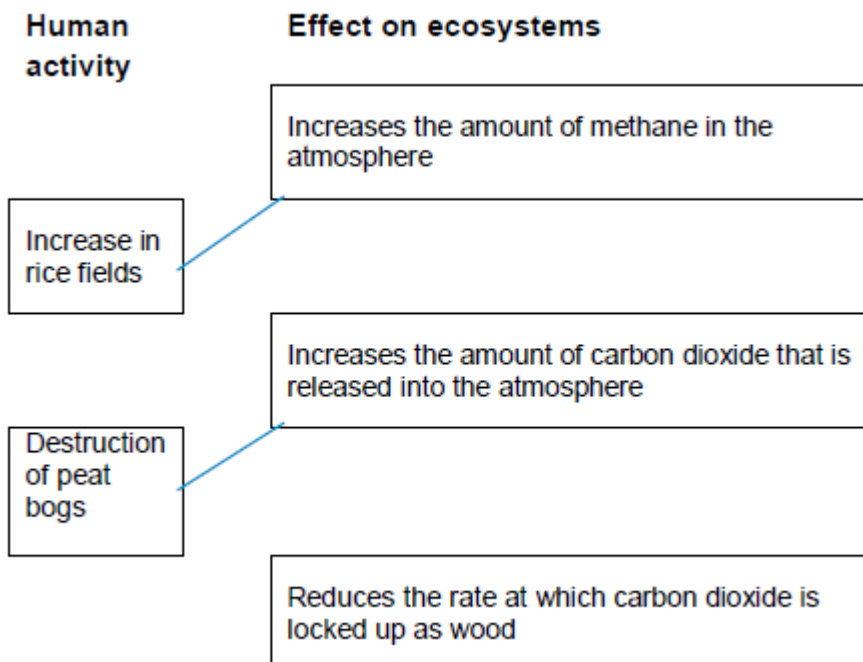 Human
activity
Effect on ecosystems
Increases the amount of methane in the
atmosphere
Increase in
rice fields
Increases the amount of carbon dioxide that is
released into the atmosphere
Destruction
of peat
bogs
Reduces the rate at which carbon dioxide is
locked up as wood